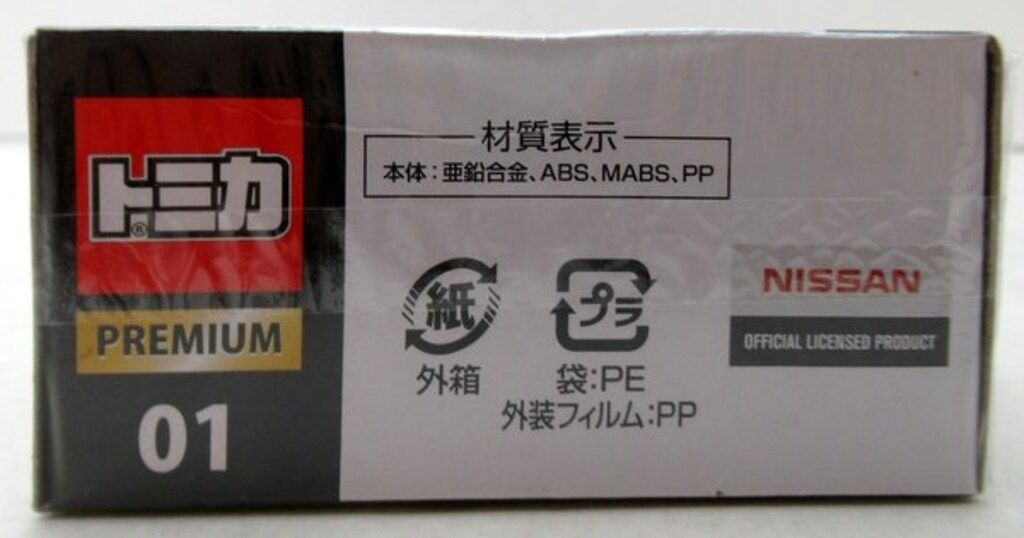 トミカ®
PREMIUM
01
材質表示
本体：亜鉛合金、ABS、MABS、PP
紙
外箱
プラ
袋：PE
外装フィルム：PP
NISSAN
OFFICIAL LICENSED PRODUCT